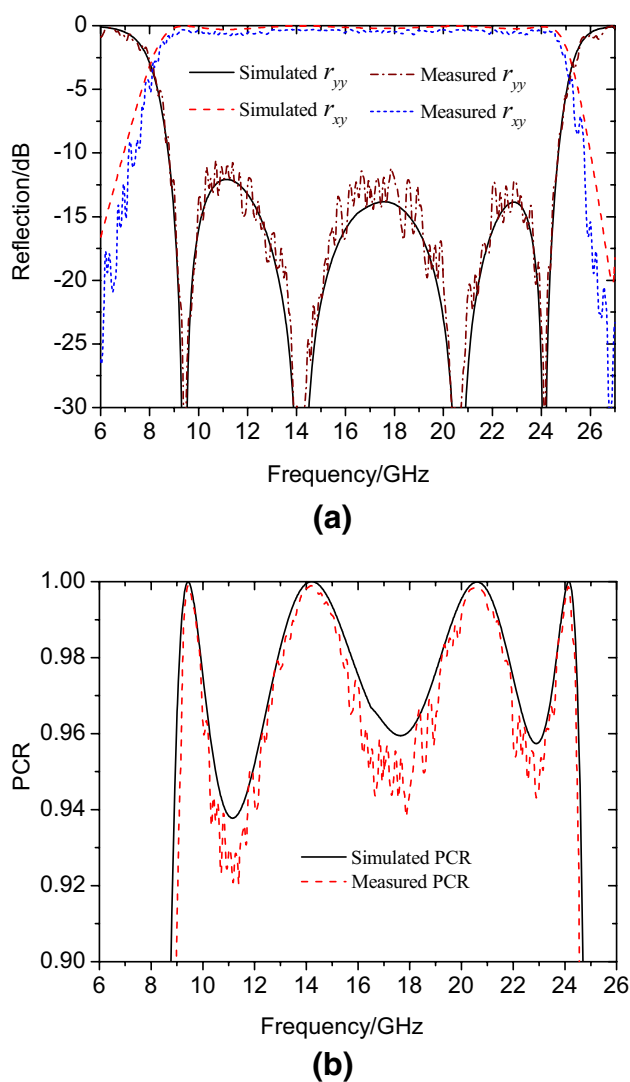 0
-5
-10
-15
-20
-25
-30
Reflection/dB
Simulated r_yy
Measured r_yy
Simulated r_xy
Measured r_xy
6 8 10 12 14 16 18 20 22 24 26
Frequency/GHz
(a)
1.00
0.98
0.96
0.94
0.92
0.90
PCR
Simulated PCR
Measured PCR
6 8 10 12 14 16 18 20 22 24 26
Frequency/GHz
(b)